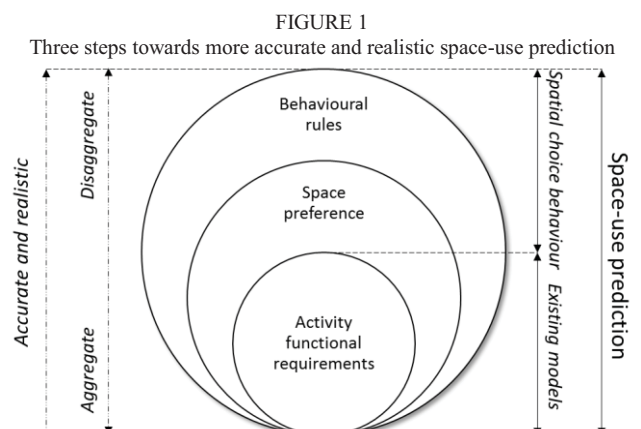 FIGURE 1
Three steps towards more accurate and realistic space-use prediction
Accurate and realistic
Disaggregate
Aggregate
Behavioural
rules
Space
preference
Activity
functional
requirements
Spatial choice behaviour
Existing models
Space-use prediction